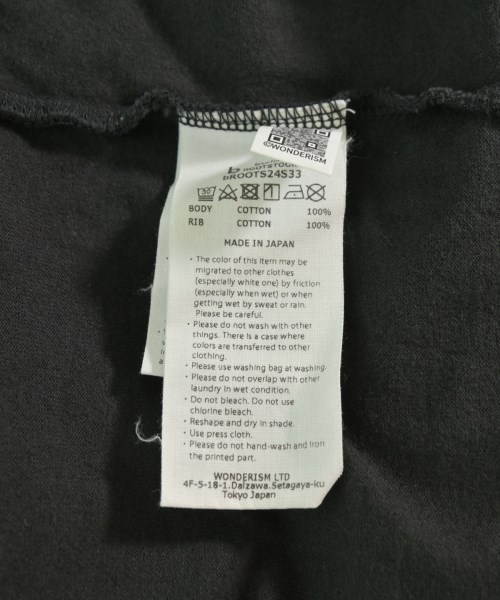 ©WONDERISM
bROOTS24S33
BODY COTTON 100%
RIB COTTON 100%
MADE IN JAPAN
・The color of this item may be
migrated to other clothes
(especially white one) by friction
(especially when wet) or when
getting wet by sweat or rain.
Please be careful.
・Please do not wash with other
things. There is a case where
colors are transferred to other
clothing.
・Please use washing bag at washing.
・Please do not overlap with other
laundry in wet condition.
・Do not bleach. Do not use
chlorine bleach.
・Reshape and dry in shade.
・Use press cloth.
・Please do not hand-wash and iron
the printed part.
WONDERISM LTD
4F-5-18-1.Daizawa.Setagaya-ku
Tokyo Japan